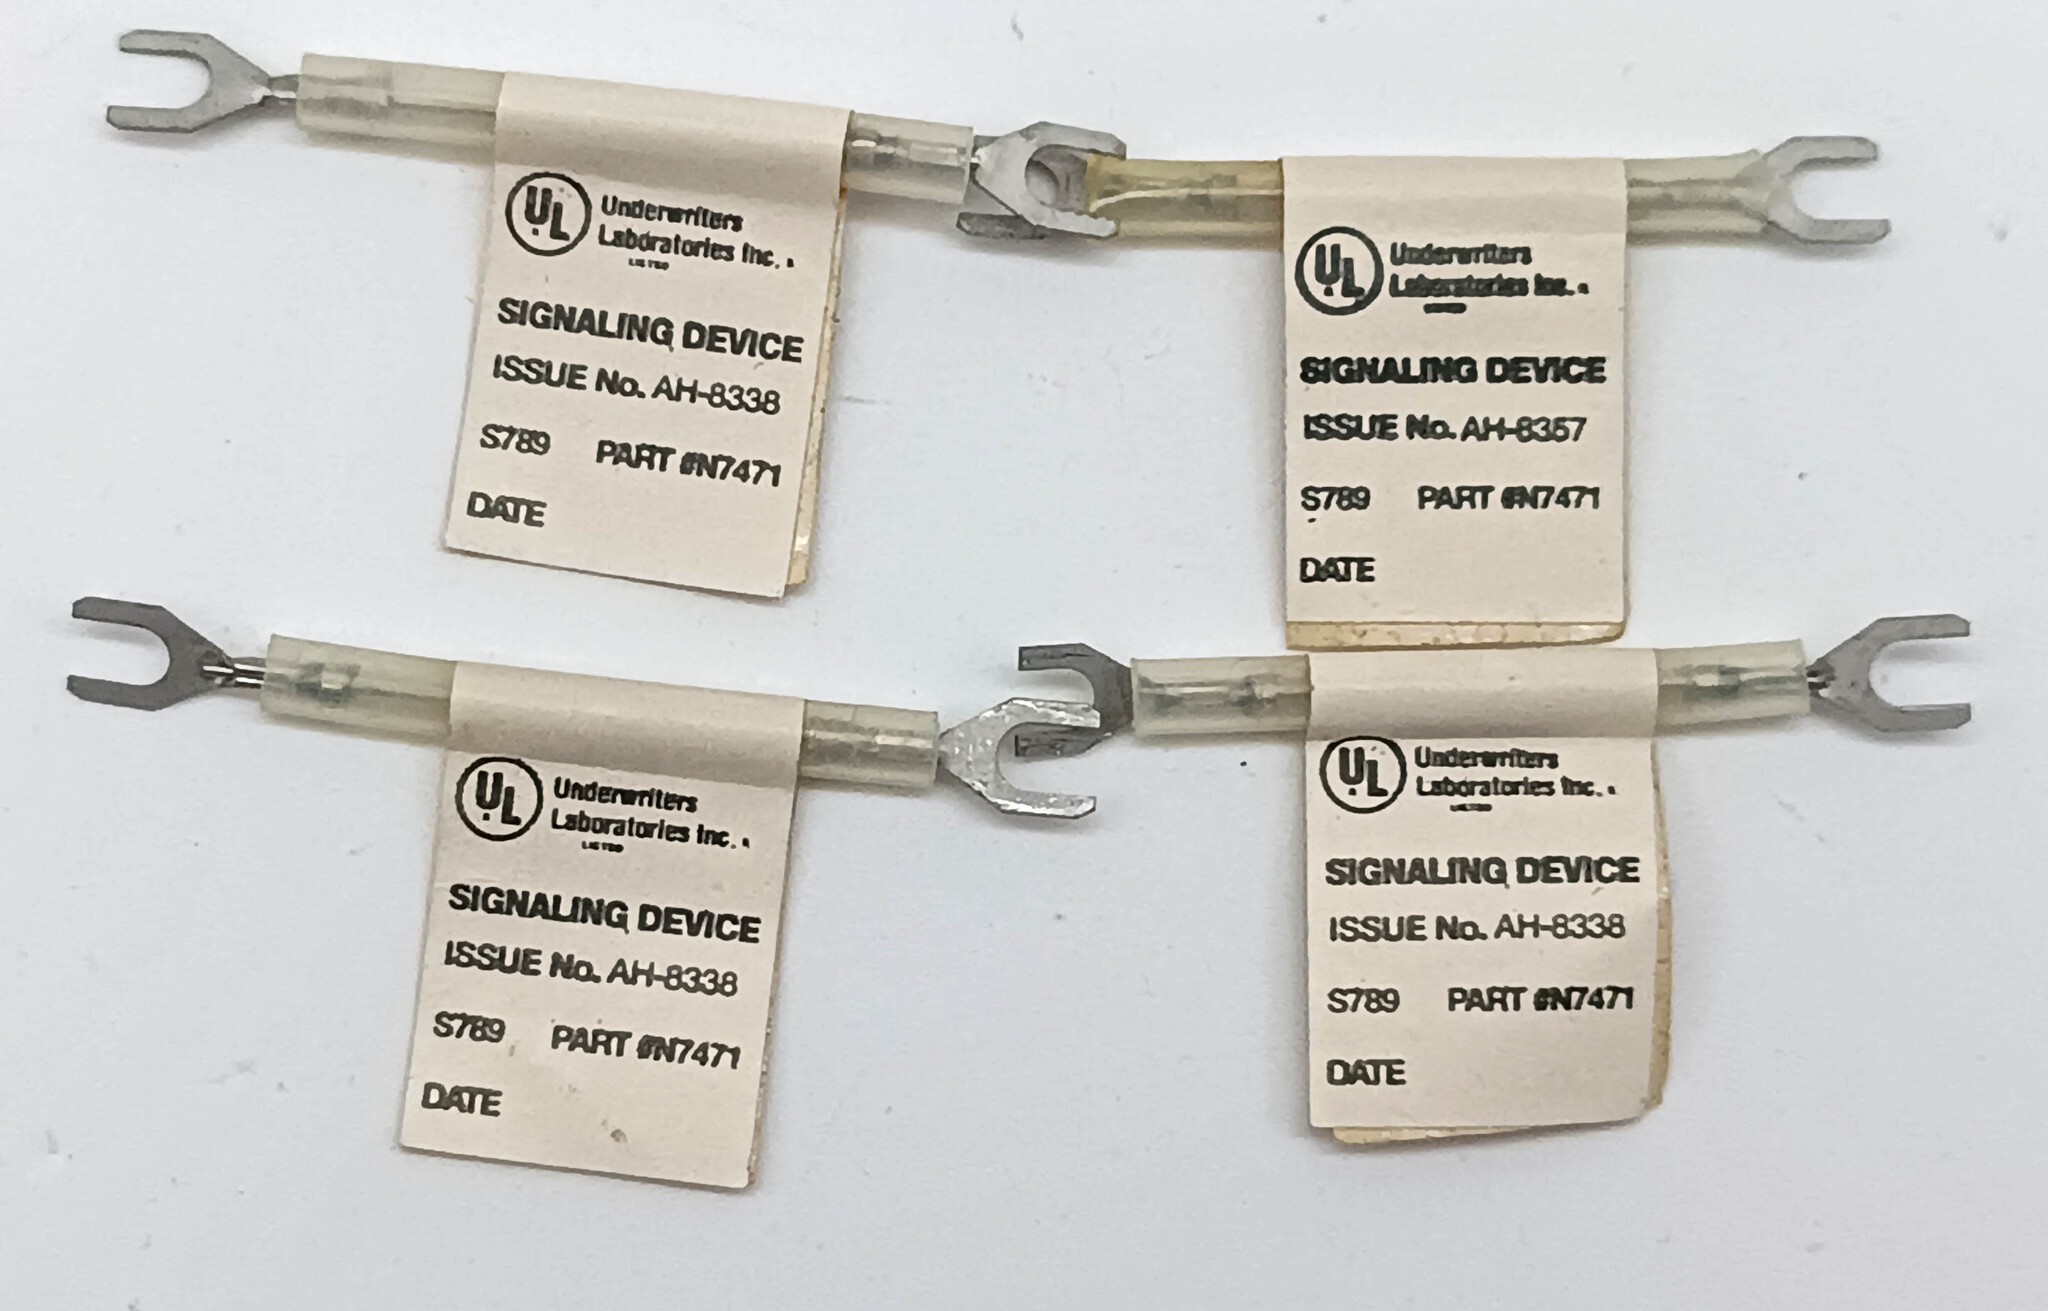 UL Underwriters
Laboratories Inc.
LISTED
SIGNALING DEVICE
ISSUE No. AH-8338
S789 PART #N7471
DATE
UL Underwriters
Laboratories Inc.
SIGNALING DEVICE
ISSUE No. AH-8357
S789 PART #N7471
DATE
UL Underwriters
Laboratories Inc.
LISTED
SIGNALING DEVICE
ISSUE No. AH-8338
S789 PART #N7471
DATE
UL Underwriters
Laboratories Inc.
SIGNALING DEVICE
ISSUE No. AH-8338
S789 PART #N7471
DATE